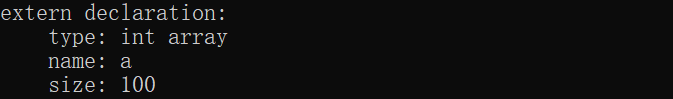 extern declaration:
    type: int array
    name: a
    size: 100